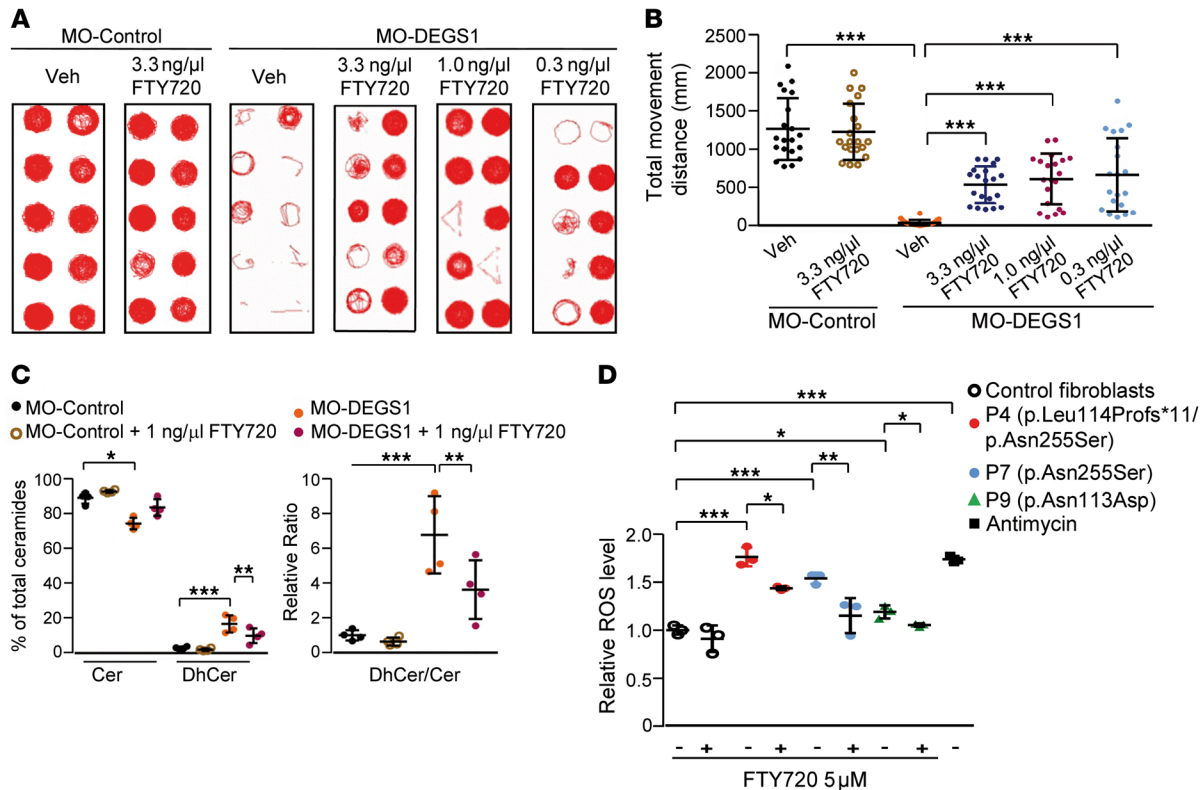 A
MO-Control
MO-DEGS1
Veh
3.3 ng/µl
FTY720
Veh
3.3 ng/µl
FTY720
1.0 ng/µl
FTY720
0.3 ng/µl
FTY720
B
Total movement
distance (mm)
2500
2000
1500
1000
500
0
***
***
***
***
Veh
3.3 ng/µl
FTY720
Veh
3.3 ng/µl
FTY720
1.0 ng/µl
FTY720
0.3 ng/µl
FTY720
MO-Control
MO-DEGS1
C
MO-Control
MO-DEGS1
MO-Control + 1 ng/µl FTY720
MO-DEGS1 + 1 ng/µl FTY720
% of total ceramides
100
80
60
40
20
0
*
***
**
Cer
DhCer
Relative Ratio
10
8
6
4
2
0
***
**
DhCer/Cer
D
Control fibroblasts
P4 (p.Leu114Profs*11/
p.Asn255Ser)
P7 (p.Asn255Ser)
P9 (p.Asn113Asp)
Antimycin
Relative ROS level
2.0
1.5
1.0
0.5
0
***
*
*
***
**
***
*
- + - + - + - + -
FTY720 5 µM